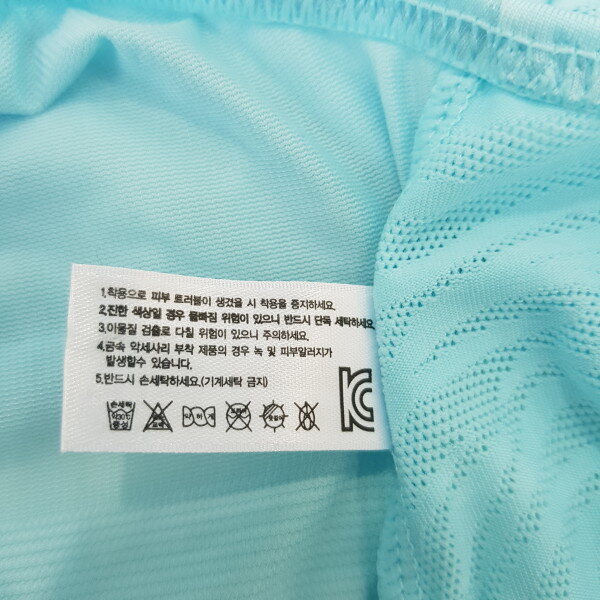 1.착용으로 피부 트러블이 생겼을 시 착용을 중지하세요.
2.진한 색상일 경우 물빠짐 위험이 있으니 반드시 단독 세탁하세요.
3.이물질 검출로 다칠 위험이 있으니 주의하세요.
4.금속 악세사리 부착 제품의 경우 녹 및 피부알러지가
발생할수 있습니다.
5.반드시 손세탁하세요.(기계세탁 금지)
손세탁
약30℃
중성